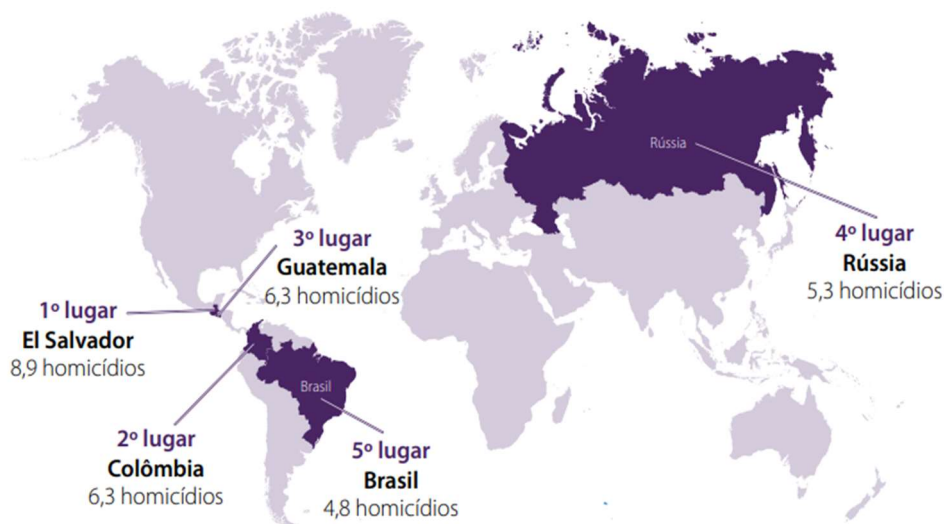 1º lugar
El Salvador
8,9 homicídios
2º lugar
Colômbia
6,3 homicídios
3º lugar
Guatemala
6,3 homicídios
Rússia
4º lugar
Rússia
5,3 homicídios
Brasil
5º lugar
Brasil
4,8 homicídios